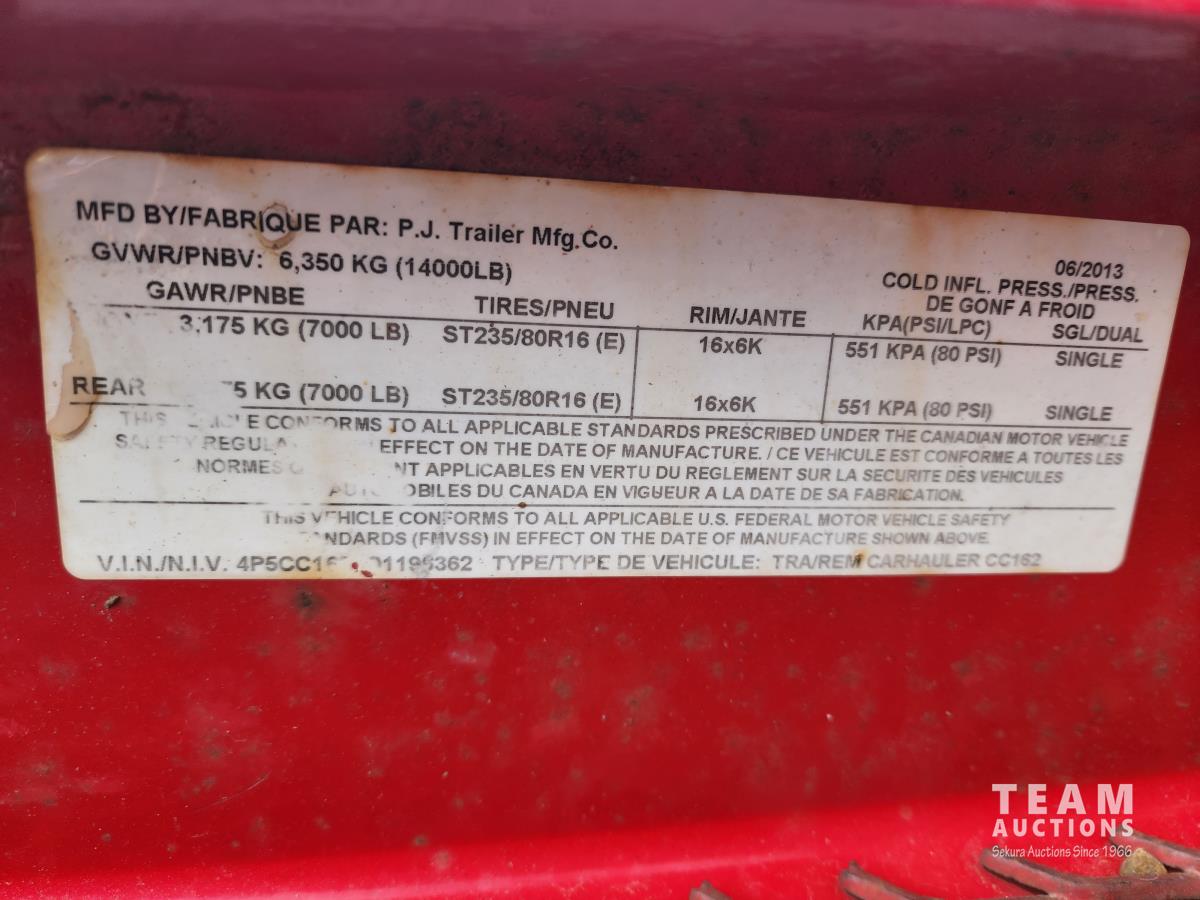 MFD BY/FABRIQUE PAR: P.J. Trailer Mfg.Co.
GVWR/PNBV: 6,350 KG (14000LB)
06/2013
COLD INFL. PRESS./PRESS.
DE GONF A FROID
GAWR/PNBE TIRES/PNEU RIM/JANTE KPA(PSI/LPC) SGL/DUAL
3,175 KG (7000 LB) ST235/80R16 (E) 16x6K 551 KPA (80 PSI) SINGLE
REAR 5 KG (7000 LB) ST235/80R16 (E) 16x6K 551 KPA (80 PSI) SINGLE
THIS CONFORMS TO ALL APPLICABLE STANDARDS PRESCRIBED UNDER THE CANADIAN MOTOR VEHICLE
SAFETY EFFECT ON THE DATE OF MANUFACTURE. / CE VEHICULE EST CONFORME A TOUTES LES
NORMES APPLICABLES EN VERTU DU REGLEMENT SUR LA SECURITE DES VEHICULES
DU CANADA EN VIGUEUR A LA DATE DE SA FABRICATION.
THIS VEHICLE CONFORMS TO ALL APPLICABLE U.S. FEDERAL MOTOR VEHICLE SAFETY
(FMVSS) IN EFFECT ON THE DATE OF MANUFACTURE SHOWN ABOVE.
V.I.N./N.I.V. TYPE/TYPE DE VEHICULE: TRA/REM CARHAULER CC162
TEAM
AUCTIONS
Sekura Auctions Since 1966